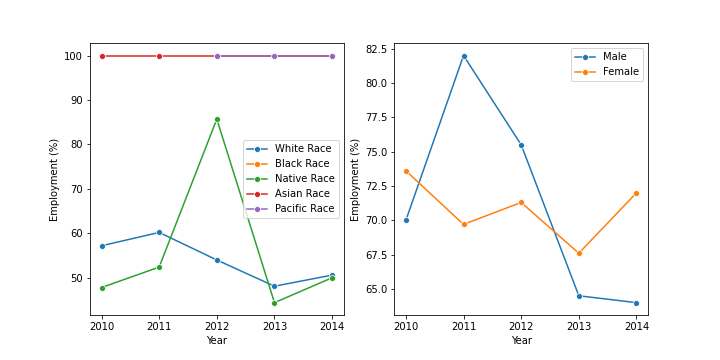 Employment (%)
100
90
80
70
60
50
2010
2011
2012
2013
2014
Year
White Race
Black Race
Native Race
Asian Race
Pacific Race
Employment (%)
82.5
80.0
77.5
75.0
72.5
70.0
67.5
65.0
2010
2011
2012
2013
2014
Year
Male
Female